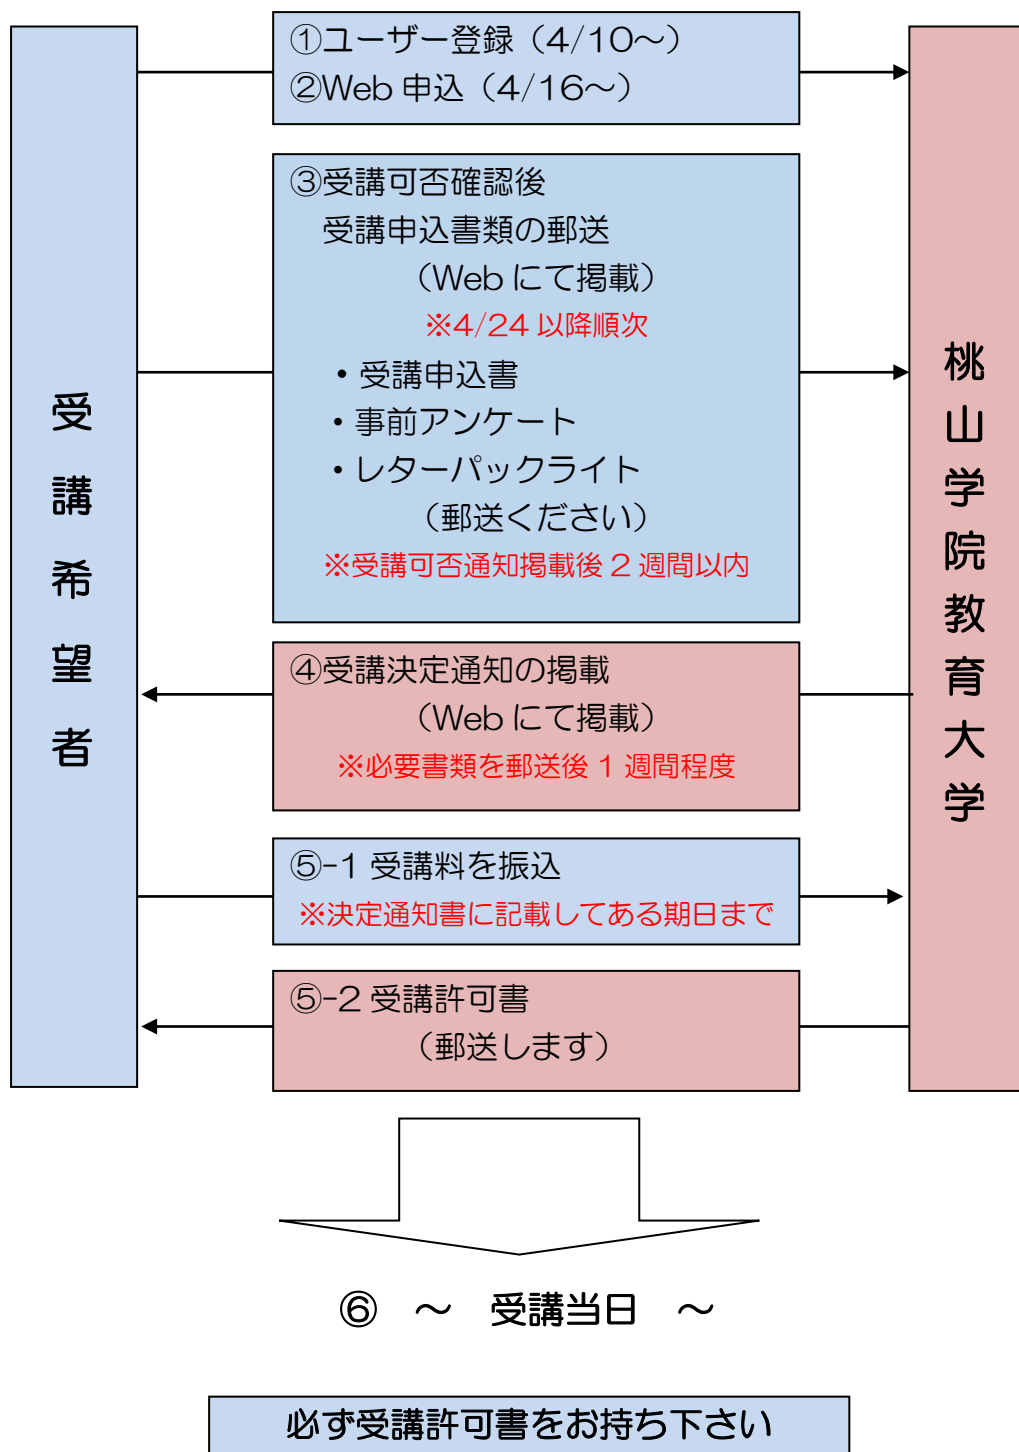 ①ユーザー登録（4/10～）
②Web 申込（4/16～）
③受講可否確認後
受講申込書類の郵送
（Web にて掲載）
※4/24 以降順次
・受講申込書
・事前アンケート
・レターパックライト
（郵送ください）
※受講可否通知掲載後 2 週間以内
④受講決定通知の掲載
（Web にて掲載）
※必要書類を郵送後 1 週間程度
⑤-1 受講料を振込
※決定通知書に記載してある期日まで
⑤-2 受講許可書
（郵送します）
受講希望者
桃山学院教育大学
⑥　～　受講当日　～
必ず受講許可書をお持ち下さい